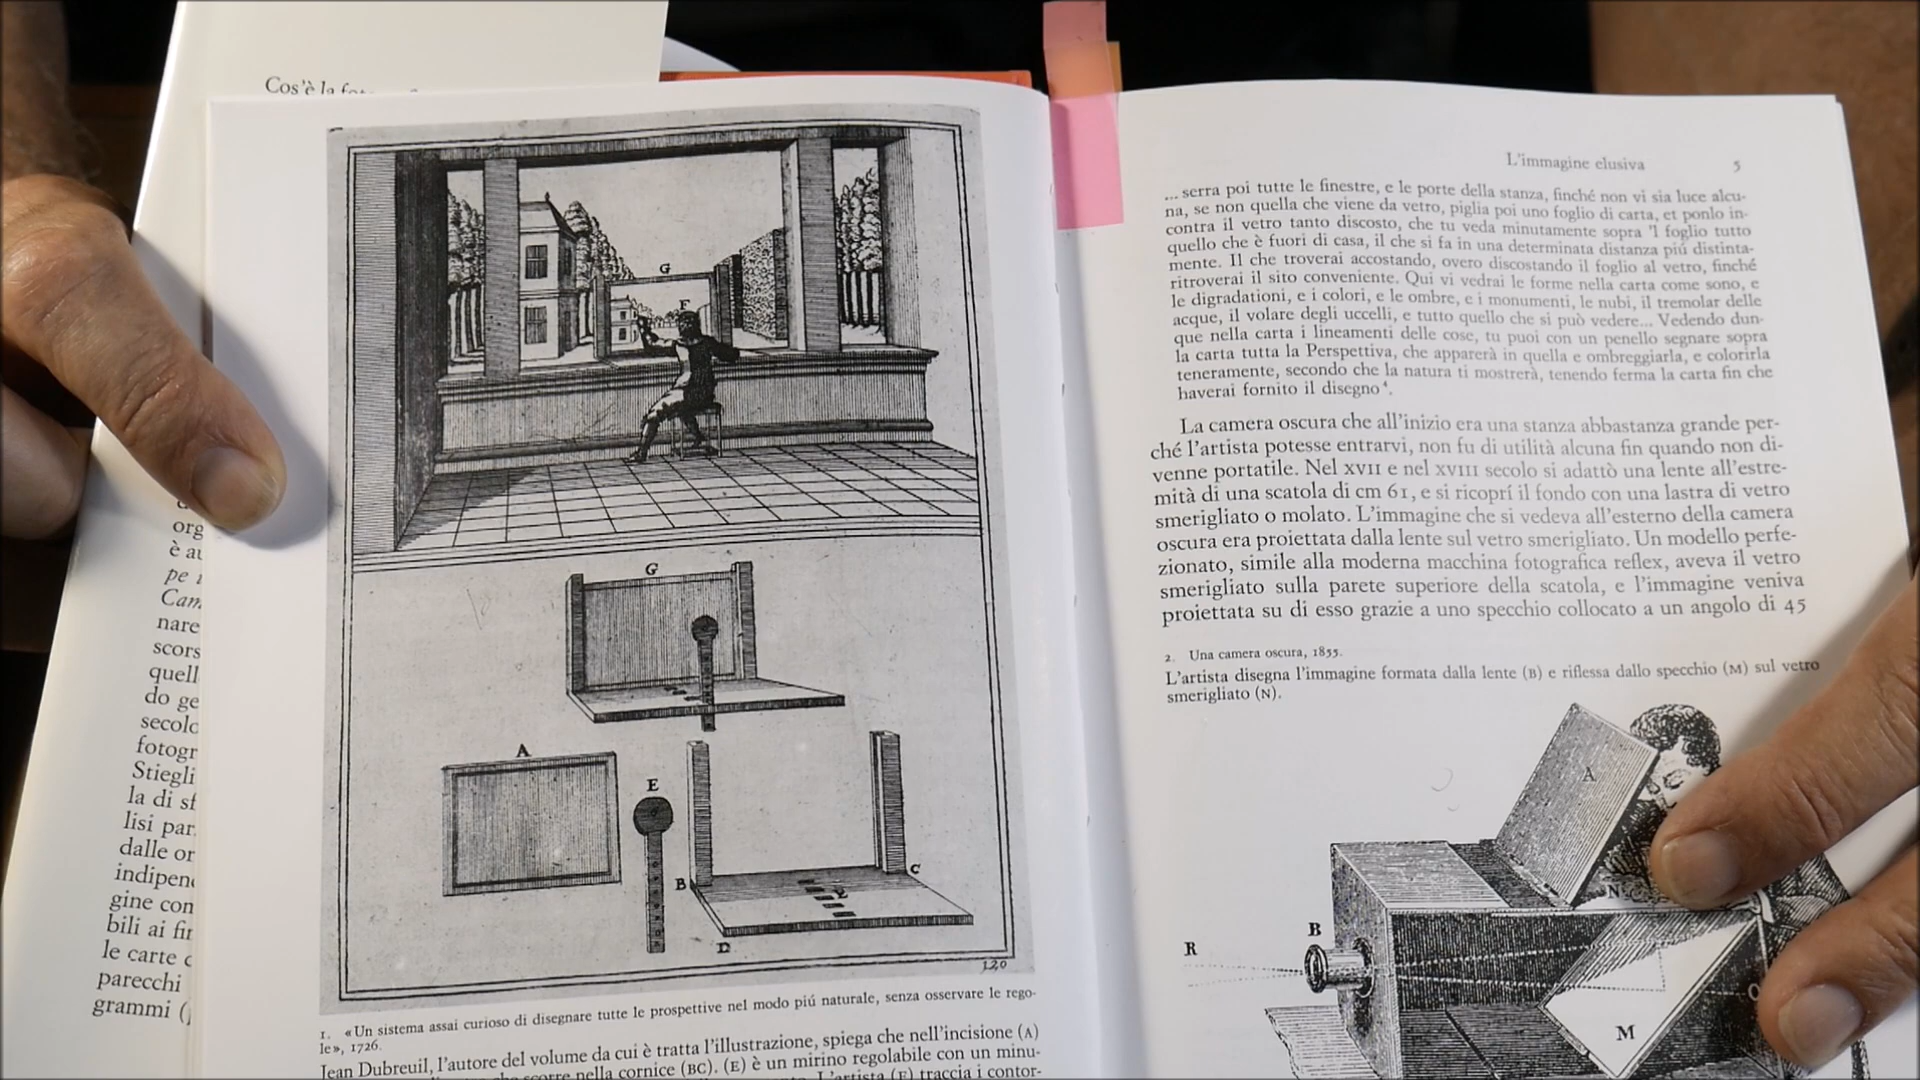 Cos'è la
org
è au
pe
Cam
nare
scors
quell
do ge
secolo
fotogr
Stiegli
la di sf
lisi par
dalle or
indipen
gine con
bili ai fir
le carte c
parecchi
grammi (
G
F
G
A
E
B
C
D
120
1. «Un sistema assai curioso di disegnare tutte le prospettive nel modo piú naturale, senza osservare le rego-
le», 1726.
Jean Dubreuil, l'autore del volume da cui è tratta l'illustrazione, spiega che nell'incisione (A)
che scorre nella cornice (BC). (E) è un mirino regolabile con un minu-
L'artista (F) traccia i contor-
L'immagine elusiva 5
... serra poi tutte le finestre, e le porte della stanza, finché non vi sia luce alcu-
na, se non quella che viene da vetro, piglia poi uno foglio di carta, et ponlo in-
contra il vetro tanto discosto, che tu veda minutamente sopra 'l foglio tutto
quello che è fuori di casa, il che si fa in una determinata distanza piú distinta-
mente. Il che troverai accostando, overo discostando il foglio al vetro, finché
ritroverai il sito conveniente. Qui vi vedrai le forme nella carta come sono, e
le digradationi, e i colori, e le ombre, e i monumenti, le nubi, il tremolar delle
acque, il volare degli uccelli, e tutto quello che si può vedere... Vedendo dun-
que nella carta i lineamenti delle cose, tu puoi con un penello segnare sopra
la carta tutta la Perspettiva, che apparerà in quella e ombreggiarla, e colorirla
teneramente, secondo che la natura ti mostrerà, tenendo ferma la carta fin che
haverai fornito il disegno⁴.
La camera oscura che all'inizio era una stanza abbastanza grande per-
ché l'artista potesse entrarvi, non fu di utilità alcuna fin quando non di-
venne portatile. Nel XVII e nel XVIII secolo si adattò una lente all'estre-
mità di una scatola di cm 61, e si ricoprí il fondo con una lastra di vetro
smerigliato o molato. L'immagine che si vedeva all'esterno della camera
oscura era proiettata dalla lente sul vetro smerigliato. Un modello perfe-
zionato, simile alla moderna macchina fotografica reflex, aveva il vetro
smerigliato sulla parete superiore della scatola, e l'immagine veniva
proiettata su di esso grazie a uno specchio collocato a un angolo di 45
2. Una camera oscura, 1855.
L'artista disegna l'immagine formata dalla lente (B) e riflessa dallo specchio (M) sul vetro
smerigliato (N).
A
N
B
R
O
M